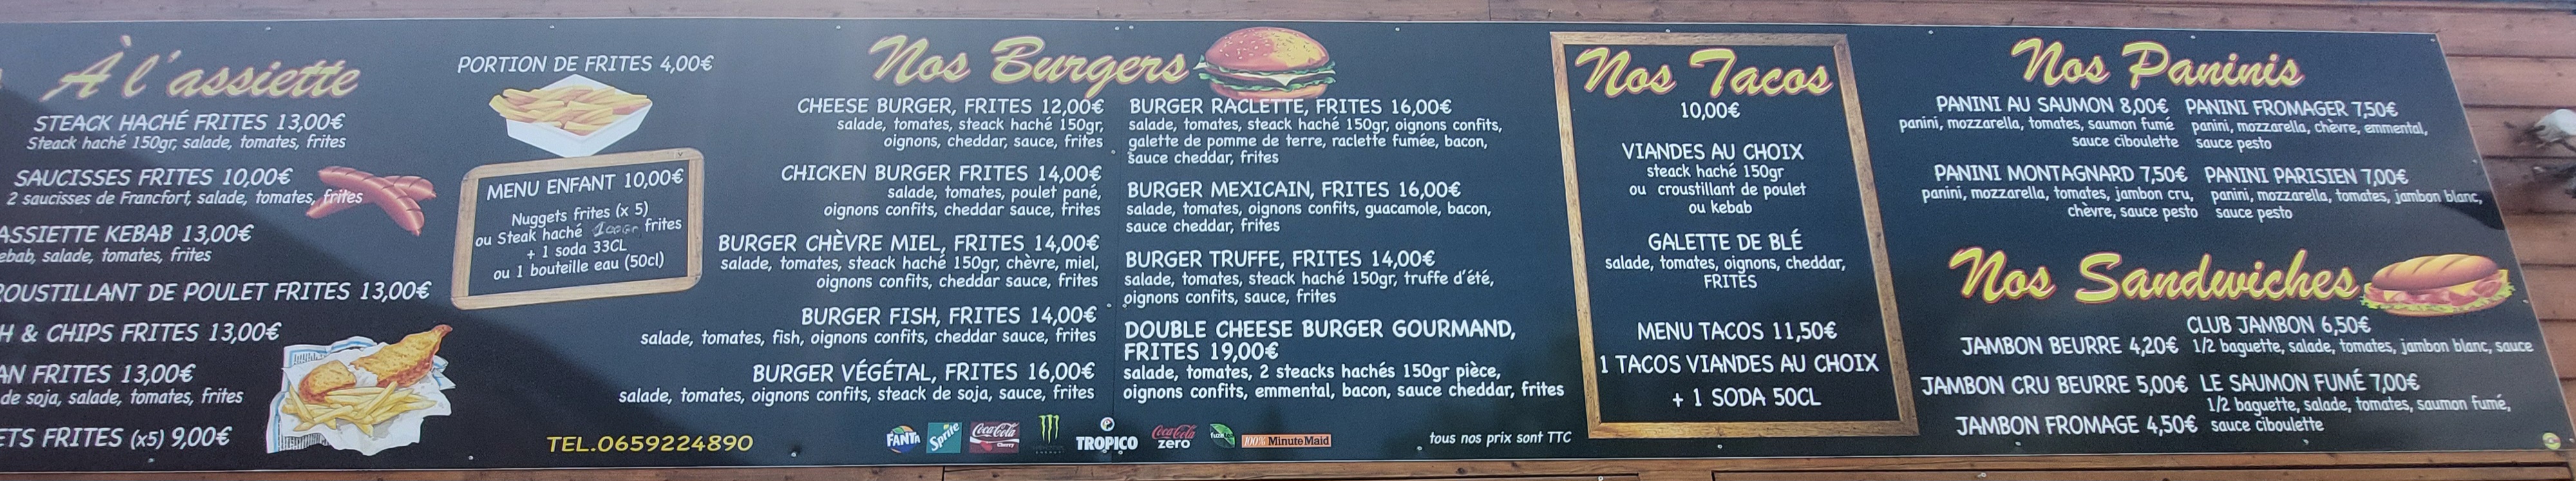 À l'assiette
STEACK HACHÉ FRITES 13,00€
Steack haché 150gr, salade, tomates, frites
SAUCISSES FRITES 10,00€
2 saucisses de Francfort, salade, tomates, frites
ASSIETTE KEBAB 13,00€
salade, tomates, frites
DE POULET FRITES 13,00€
& CHIPS FRITES 13,00€
FRITES 13,00€
de soja, salade, tomates, frites
FRITES (x5) 9,00€
PORTION DE FRITES 4,00€
MENU ENFANT 10,00€
Nuggets frites (x 5)
ou Steak haché frites
+ 1 soda 33CL
ou 1 bouteille eau (50cl)
TEL.0659224890
Nos Burgers
CHEESE BURGER, FRITES 12,00€
salade, tomates, steack haché 150gr,
oignons, cheddar, sauce, frites
CHICKEN BURGER FRITES 14,00€
salade, tomates, poulet pané,
oignons confits, cheddar sauce, frites
BURGER CHÈVRE MIEL, FRITES 14,00€
salade, tomates, steack haché 150gr, chèvre, miel,
oignons confits, cheddar sauce, frites
BURGER FISH, FRITES 14,00€
salade, tomates, fish, oignons confits, cheddar sauce, frites
BURGER VÉGÉTAL, FRITES 16,00€
salade, tomates, oignons confits, steack de soja, sauce, frites
BURGER RACLETTE, FRITES 16,00€
salade, tomates, steack haché 150gr, oignons confits,
galette de pomme de terre, raclette fumée, bacon,
sauce cheddar, frites
BURGER MEXICAIN, FRITES 16,00€
salade, tomates, oignons confits, guacamole, bacon,
sauce cheddar, frites
BURGER TRUFFE, FRITES 14,00€
salade, tomates, steack haché 150gr, truffe d'été,
oignons confits, sauce, frites
DOUBLE CHEESE BURGER GOURMAND,
FRITES 19,00€
salade, tomates, 2 steacks hachés 150gr pièce,
oignons confits, emmental, bacon, sauce cheddar, frites
FANTA
Sprite
Coca-Cola
Cherry
TROPICO
Coca-Cola
zero
100% MinuteMaid
tous nos prix sont TTC
Nos Tacos
10,00€
VIANDES AU CHOIX
steack haché 150gr
ou croustillant de poulet
ou kebab
GALETTE DE BLÉ
salade, tomates, oignons, cheddar,
FRITES
MENU TACOS 11,50€
1 TACOS VIANDES AU CHOIX
+ 1 SODA 50CL
Nos Paninis
PANINI AU SAUMON 8,00€
panini, mozzarella, tomates, saumon fumé
sauce ciboulette
PANINI MONTAGNARD 7,50€
panini, mozzarella, tomates, jambon cru,
chèvre, sauce pesto
PANINI FROMAGER 7,50€
panini, mozzarella, chèvre, emmental,
sauce pesto
PANINI PARISIEN 7,00€
panini, mozzarella, tomates, jambon blanc,
sauce pesto
Nos Sandwiches
JAMBON BEURRE 4,20€
JAMBON CRU BEURRE 5,00€
JAMBON FROMAGE 4,50€
CLUB JAMBON 6,50€
1/2 baguette, salade, tomates, jambon blanc, sauce
LE SAUMON FUMÉ 7,00€
1/2 baguette, salade, tomates, saumon fumé,
sauce ciboulette